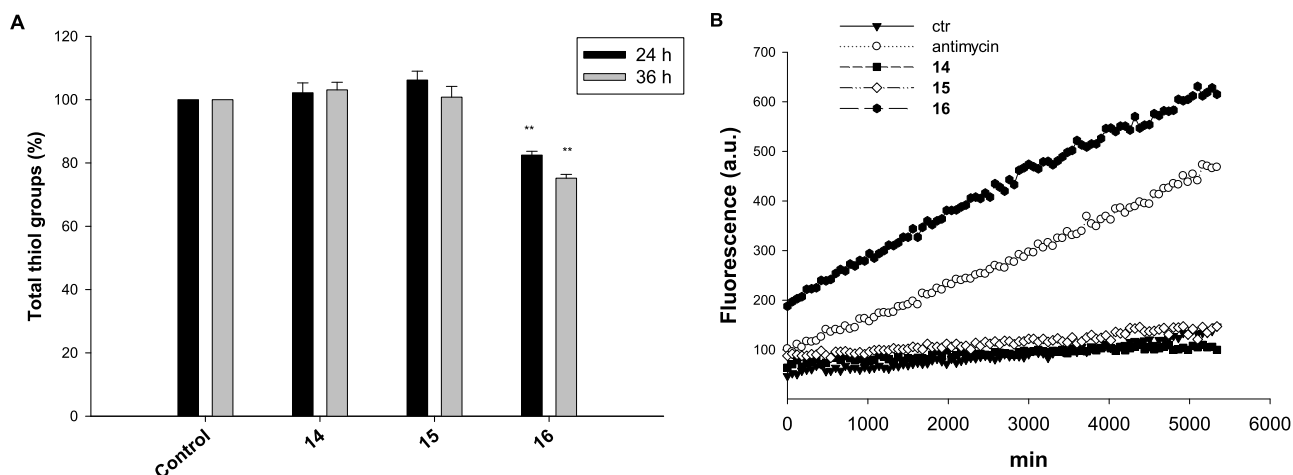 A
120
100
80
60
40
20
0
Total thiol groups (%)
24 h
36 h
**
**
Control
14
15
16
B
ctr
antimycin
14
15
16
700
600
500
400
300
200
100
Fluorescence (a.u.)
0
1000
2000
3000
4000
5000
6000
min